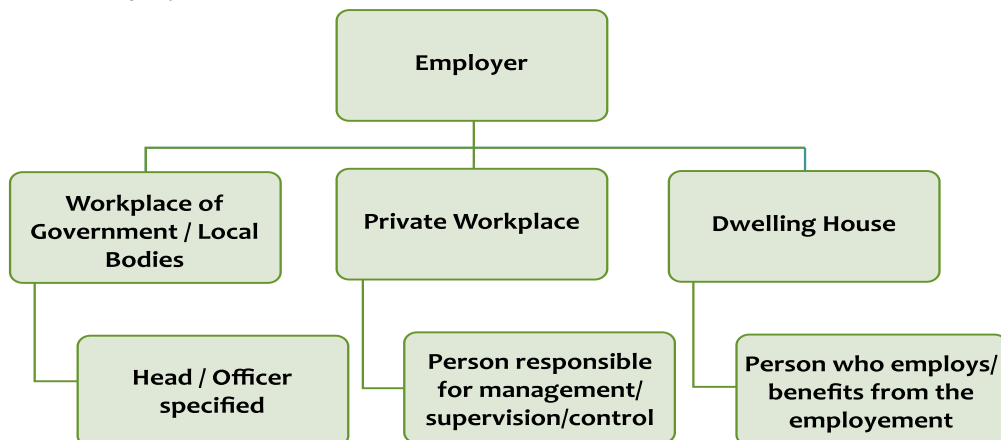 Employer
Workplace of
Government / Local
Bodies
Private Workplace
Dwelling House
Head / Officer
specified
Person responsible
for management/
supervision/control
Person who employs/
benefits from the
employement